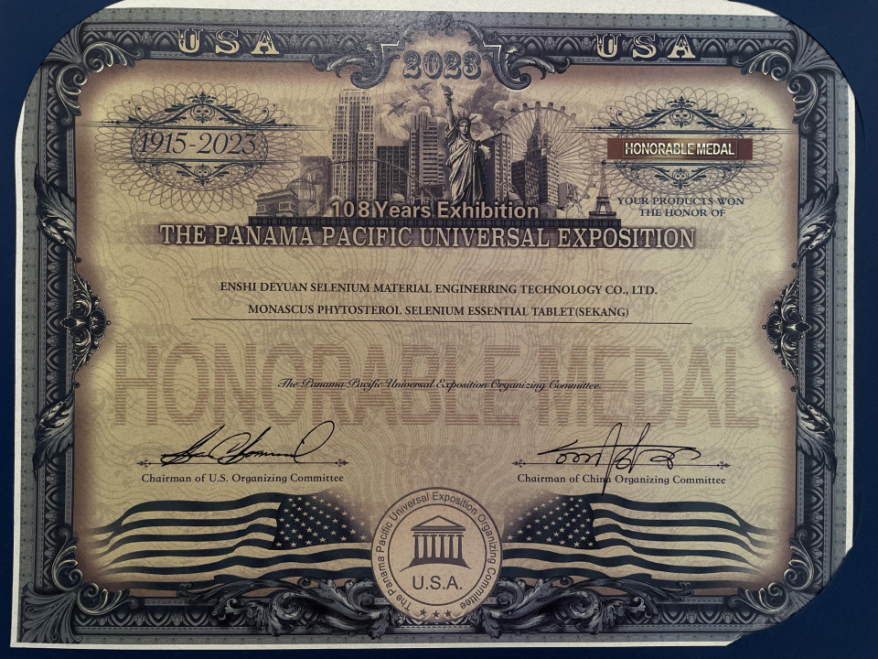 USA
USA
2023
1915-2023
HONORABLE MEDAL
YOUR PRODUCTS WON
THE HONOR OF
108 Years Exhibition
THE PANAMA PACIFIC UNIVERSAL EXPOSITION
ENSHI DEYUAN SELENIUM MATERIAL ENGINERRING TECHNOLOGY CO., LTD.
MONASCUS PHYTOSTEROL SELENIUM ESSENTIAL TABLET(SEKANG)
HONORABLE MEDAL
The Panama Pacific Universal Exposition Organizing Committee.
Chairman of U.S. Organizing Committee
Chairman of China Organizing Committee
The Panama Pacific Universal Exposition Organizing Committee
U.S.A.